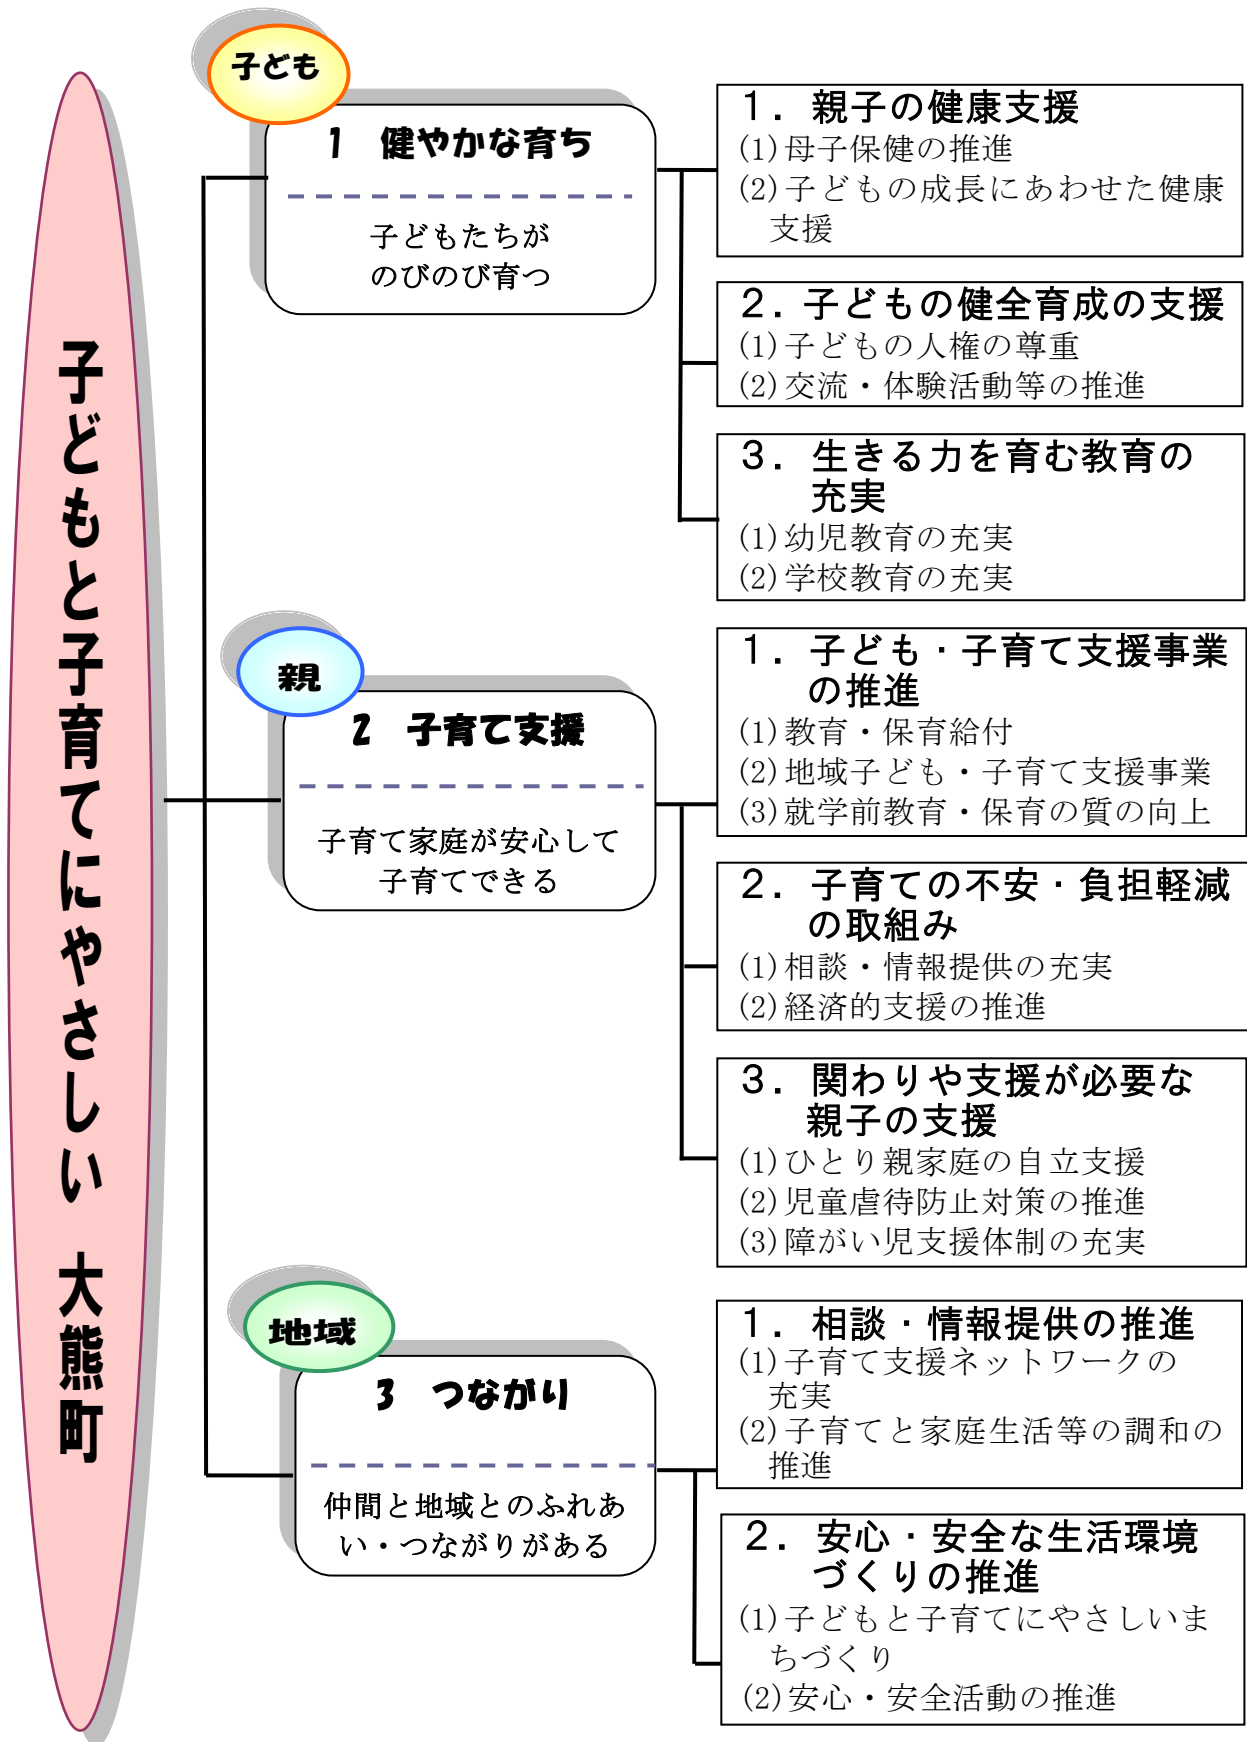 子どもと子育てにやさしい 大熊町
子ども
1 健やかな育ち
子どもたちが
のびのび育つ
1．親子の健康支援
(1)母子保健の推進
(2)子どもの成長にあわせた健康
支援
2．子どもの健全育成の支援
(1)子どもの人権の尊重
(2)交流・体験活動等の推進
3．生きる力を育む教育の
充実
(1)幼児教育の充実
(2)学校教育の充実
親
2 子育て支援
子育て家庭が安心して
子育てできる
1．子ども・子育て支援事業
の推進
(1)教育・保育給付
(2)地域子ども・子育て支援事業
(3)就学前教育・保育の質の向上
2．子育ての不安・負担軽減
の取組み
(1)相談・情報提供の充実
(2)経済的支援の推進
3．関わりや支援が必要な
親子の支援
(1)ひとり親家庭の自立支援
(2)児童虐待防止対策の推進
(3)障がい児支援体制の充実
地域
3 つながり
仲間と地域とのふれあ
い・つながりがある
1．相談・情報提供の推進
(1)子育て支援ネットワークの
充実
(2)子育てと家庭生活等の調和の
推進
2．安心・安全な生活環境
づくりの推進
(1)子どもと子育てにやさしいま
ちづくり
(2)安心・安全活動の推進